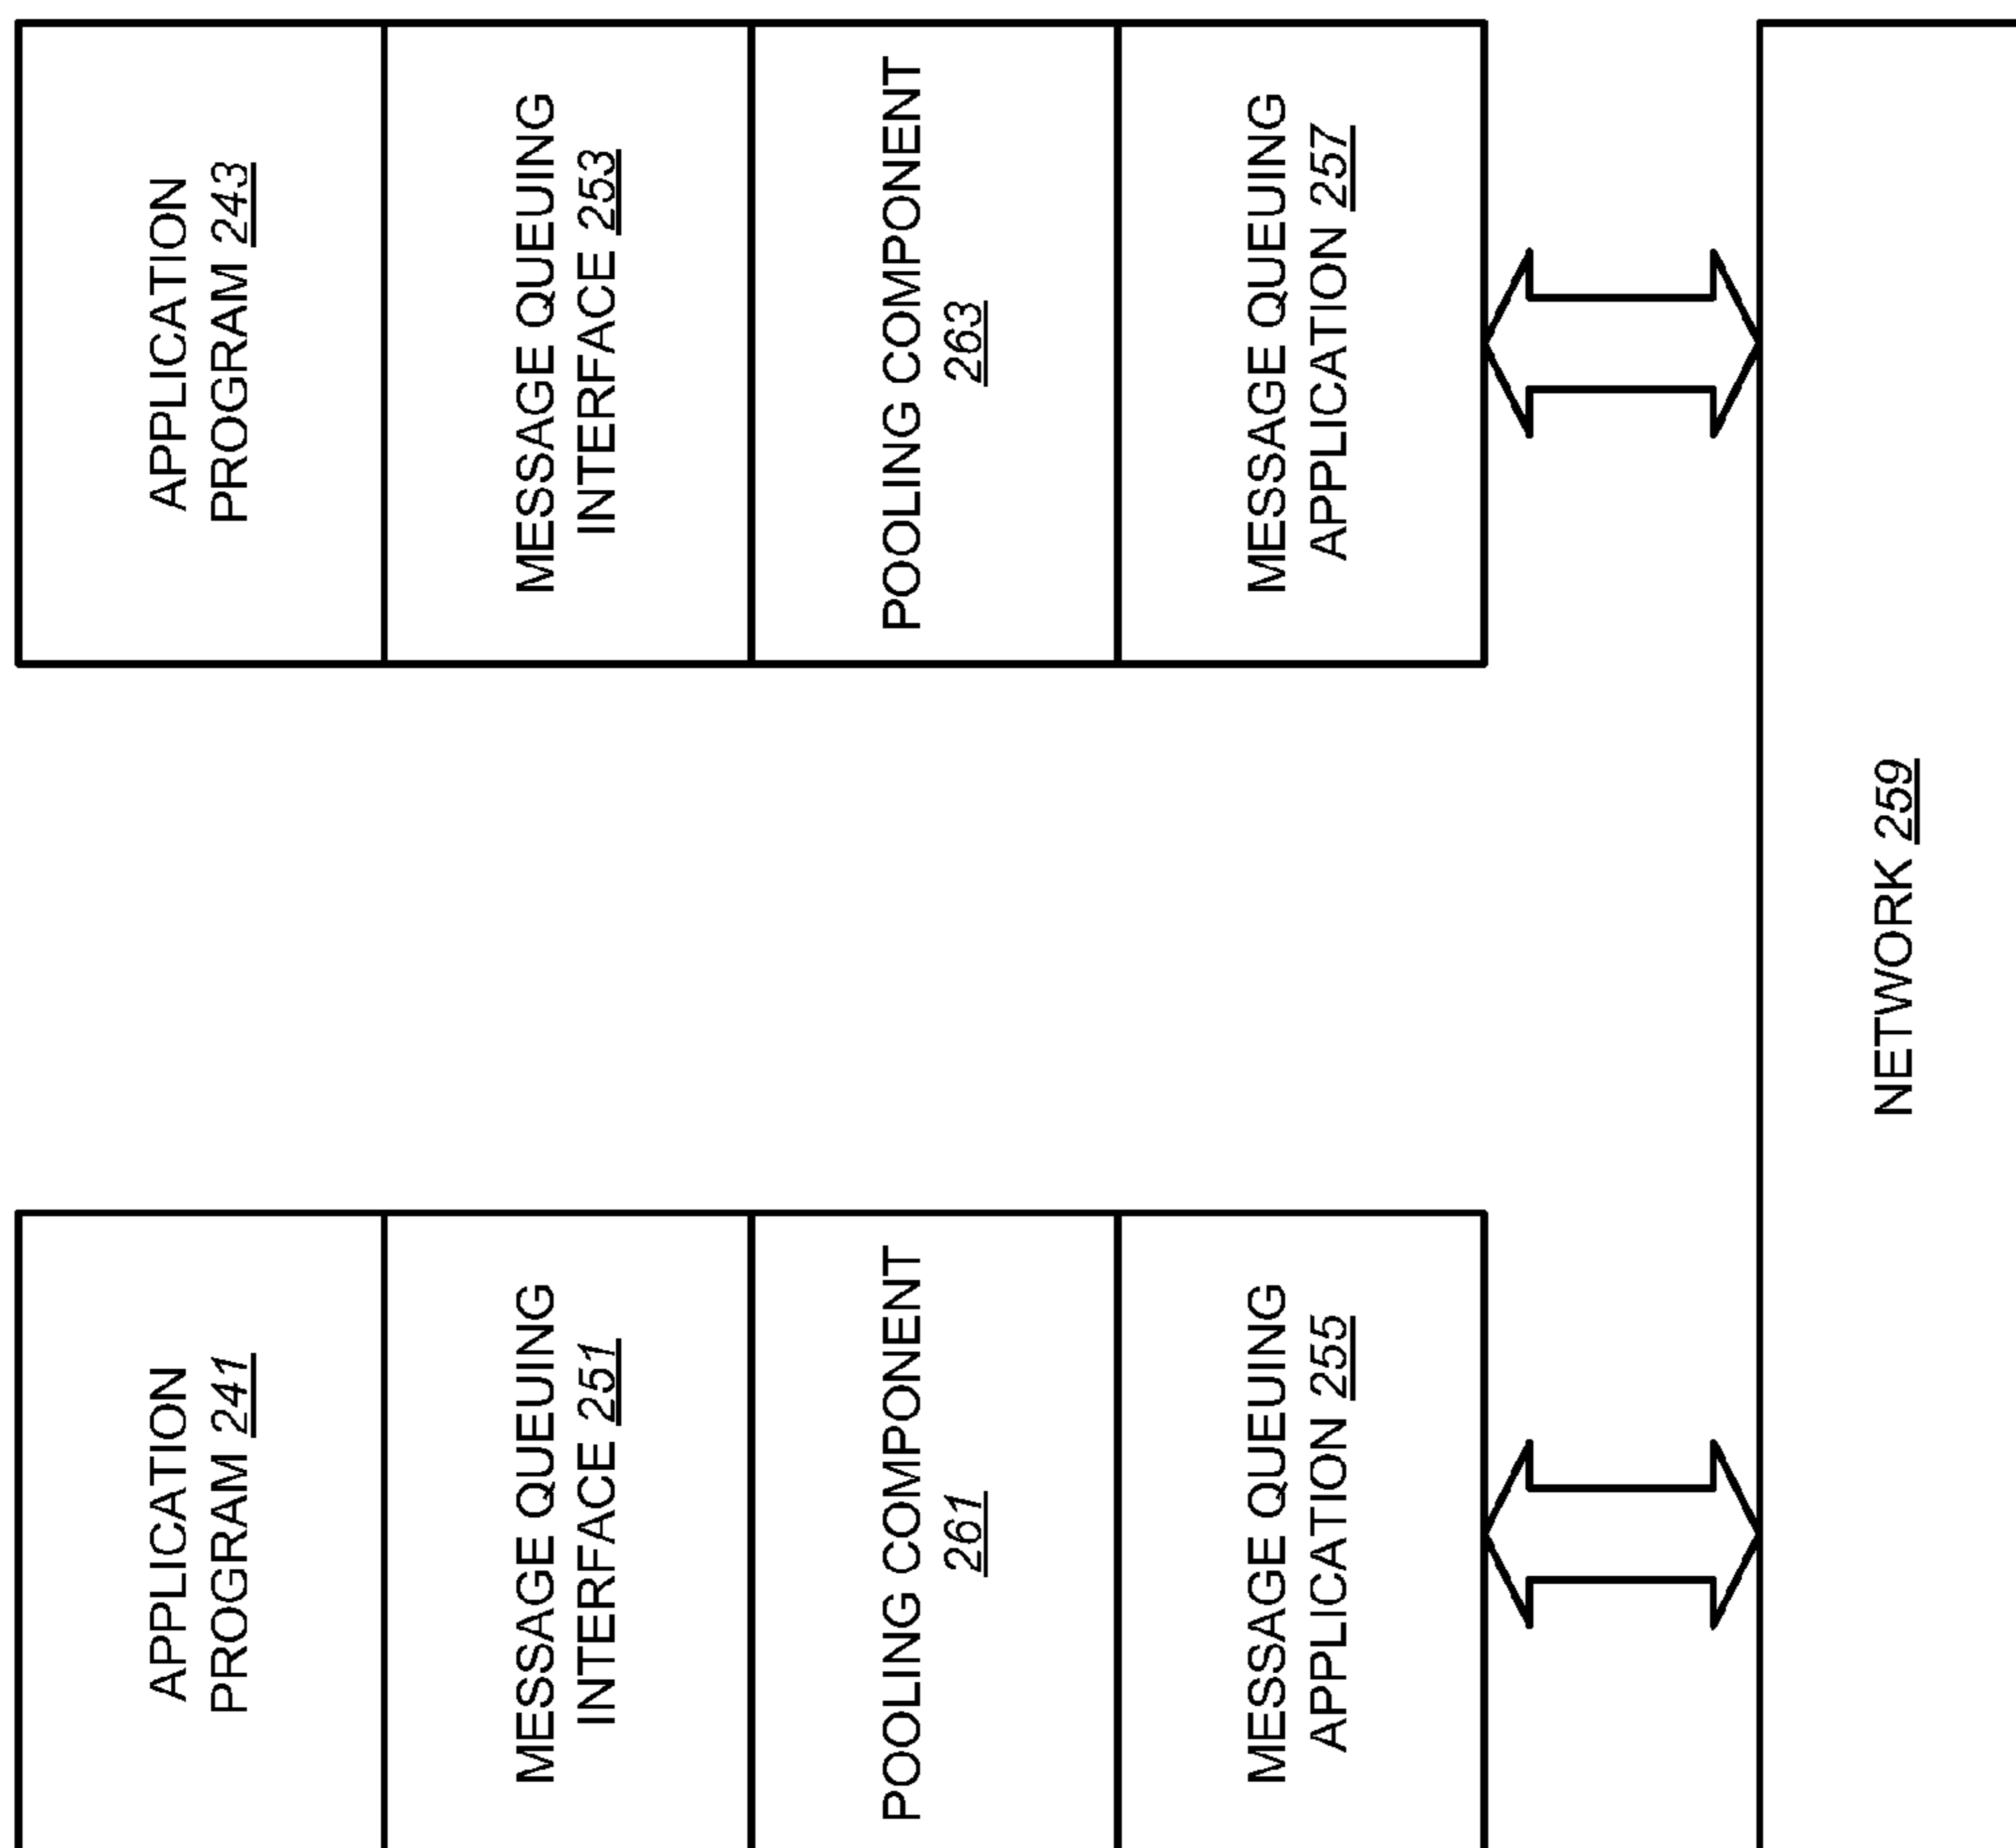 APPLICATION
PROGRAM 241
MESSAGE QUEUING
INTERFACE 251
POOLING COMPONENT
261
MESSAGE QUEUING
APPLICATION 255
APPLICATION
PROGRAM 243
MESSAGE QUEUING
INTERFACE 253
POOLING COMPONENT
263
MESSAGE QUEUING
APPLICATION 257
NETWORK 259